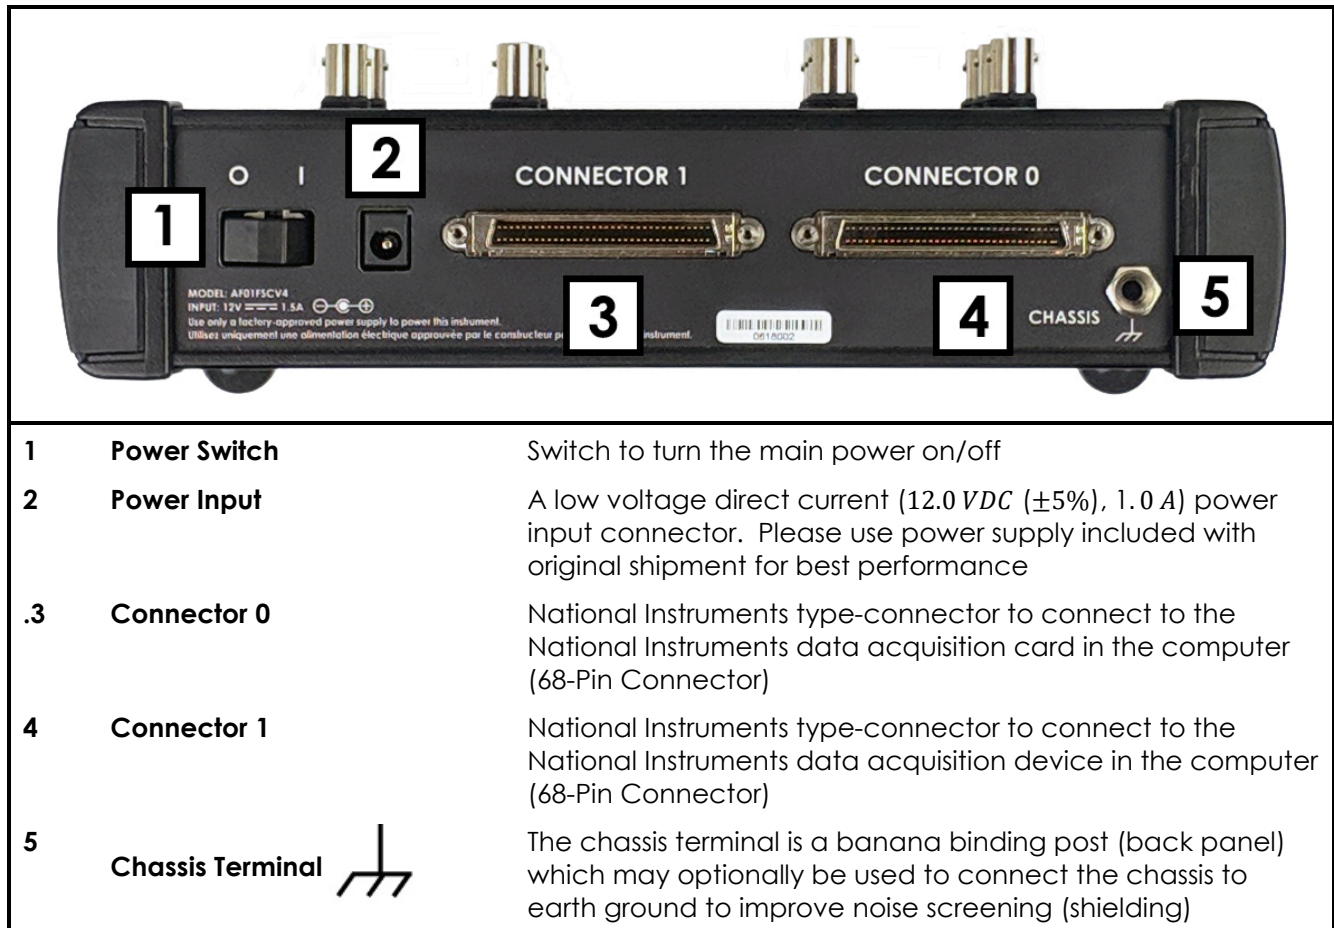 O I
2
CONNECTOR 1
CONNECTOR 0
1
MODEL: AF01FSCV4
INPUT: 12V 1.5A
Use only a factory-approved power supply to power this instrument.
Utilisez uniquement une alimentation électrique approuvée par le constructeur instrument.
3
0618002
4
CHASSIS
5
1 Power Switch Switch to turn the main power on/off
2 Power Input A low voltage direct current (12.0 VDC (±5%), 1.0 A) power
input connector. Please use power supply included with
original shipment for best performance
.3 Connector 0 National Instruments type-connector to connect to the
National Instruments data acquisition card in the computer
(68-Pin Connector)
4 Connector 1 National Instruments type-connector to connect to the
National Instruments data acquisition device in the computer
(68-Pin Connector)
5 Chassis Terminal The chassis terminal is a banana binding post (back panel)
which may optionally be used to connect the chassis to
earth ground to improve noise screening (shielding)